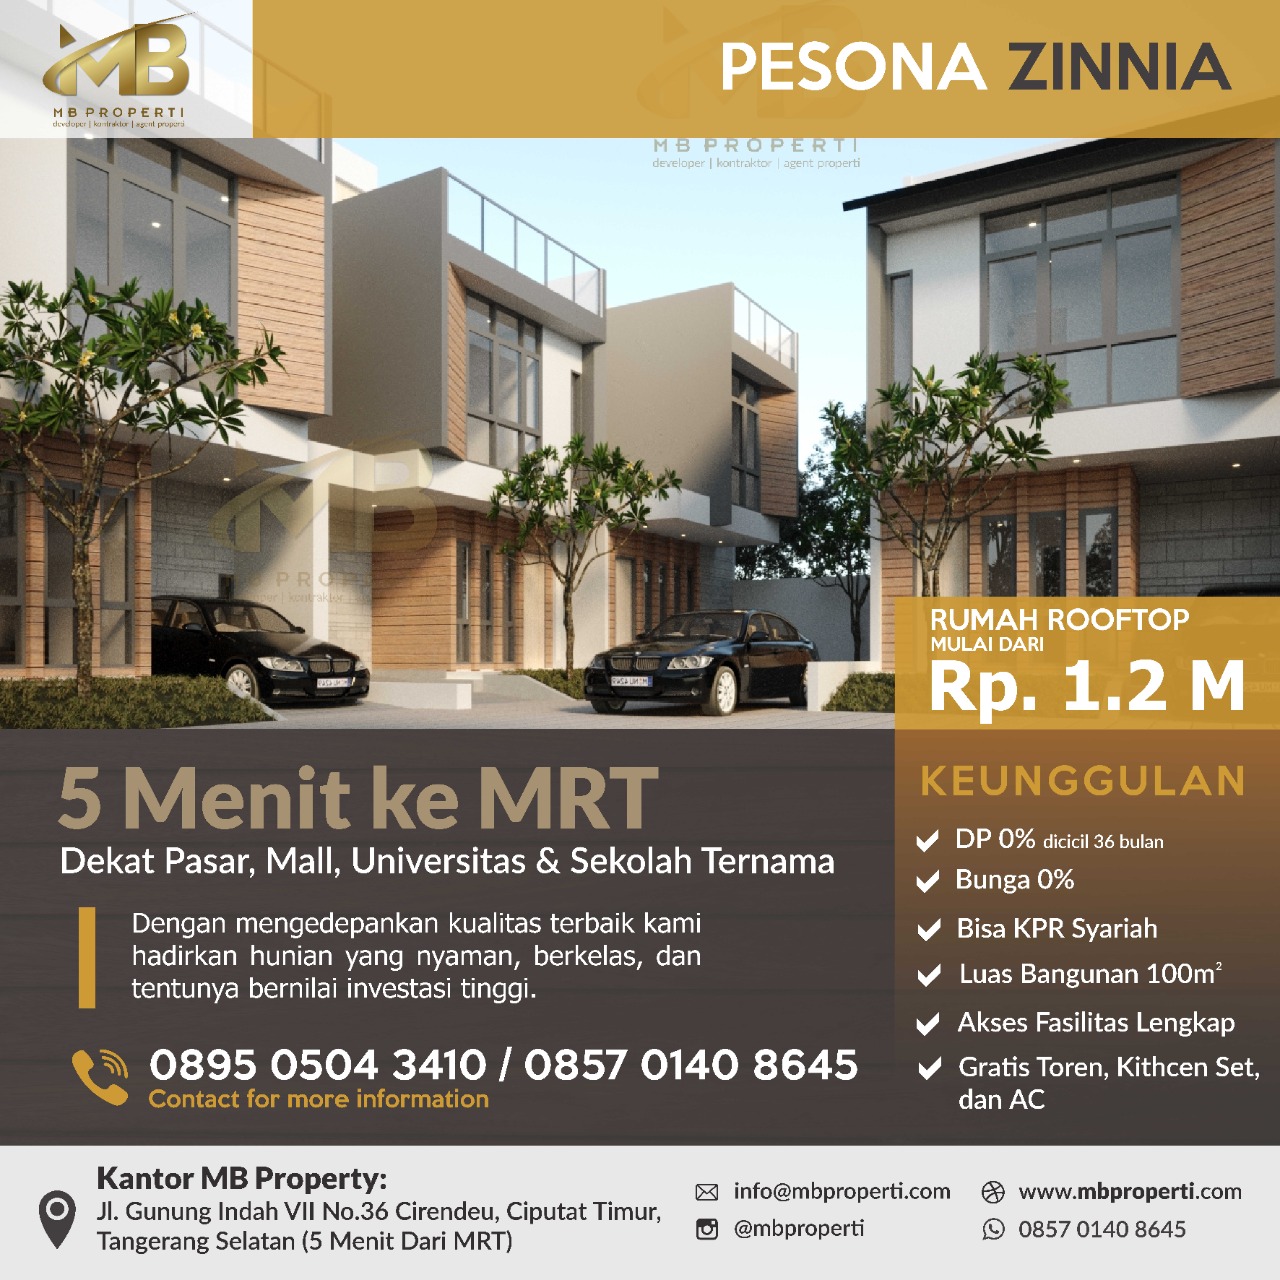 MB
MB PROPERTI
developer | kontraktor | agent properti
PESONA ZINNIA
MB PROPERTI
developer | kontraktor | agent properti
MB
RUMAH ROOFTOP
MULAI DARI
Rp. 1.2 M
5 Menit ke MRT
Dekat Pasar, Mall, Universitas & Sekolah Ternama
Dengan mengedepankan kualitas terbaik kami
hadirkan hunian yang nyaman, berkelas, dan
tentunya bernilai investasi tinggi.
0895 0504 3410 / 0857 0140 8645
Contact for more information
KEUNGGULAN
DP 0% dicicil 36 bulan
Bunga 0%
Bisa KPR Syariah
Luas Bangunan 100m²
Akses Fasilitas Lengkap
Gratis Toren, Kithcen Set,
dan AC
Kantor MB Property:
Jl. Gunung Indah VII No.36 Cirendeu, Ciputat Timur,
Tangerang Selatan (5 Menit Dari MRT)
info@mbproperti.com
@mbproperti
www.mbproperti.com
0857 0140 8645